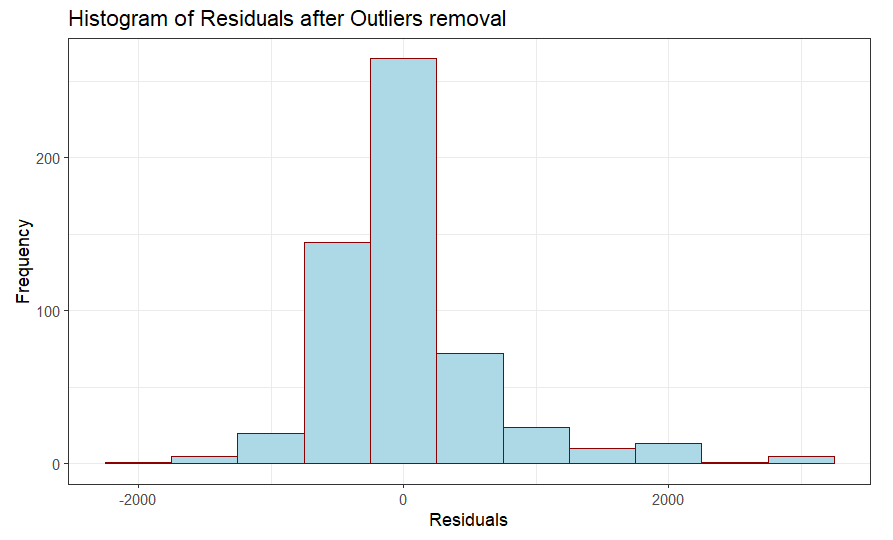 Histogram of Residuals after Outliers removal
Frequency
200
100
0
-2000
0
2000
Residuals